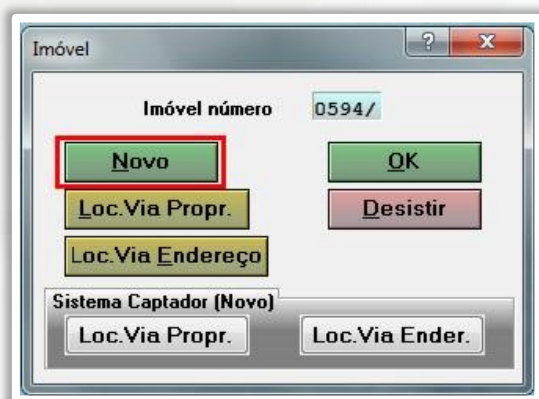 Imóvel
Imóvel número 0594/
Novo OK
Loc.Via Propr. Desistir
Loc.Via Endereço
Sistema Captador (Novo)
Loc.Via Propr. Loc.Via Ender.